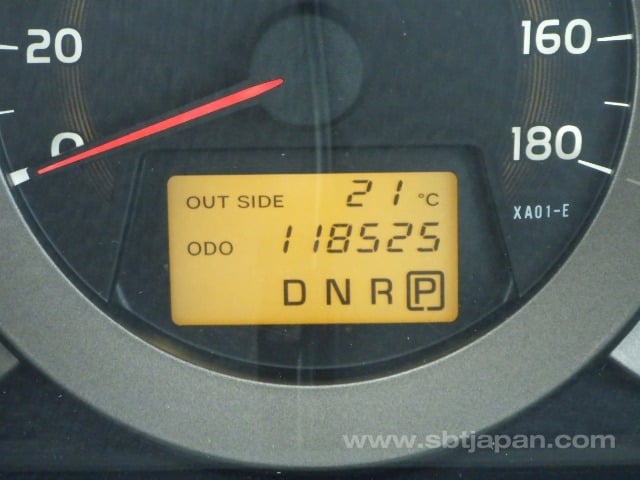 20
160
0
180
OUT SIDE 21 °C
XA01-E
ODO 118525
D N R P
www.sbtjapan.com